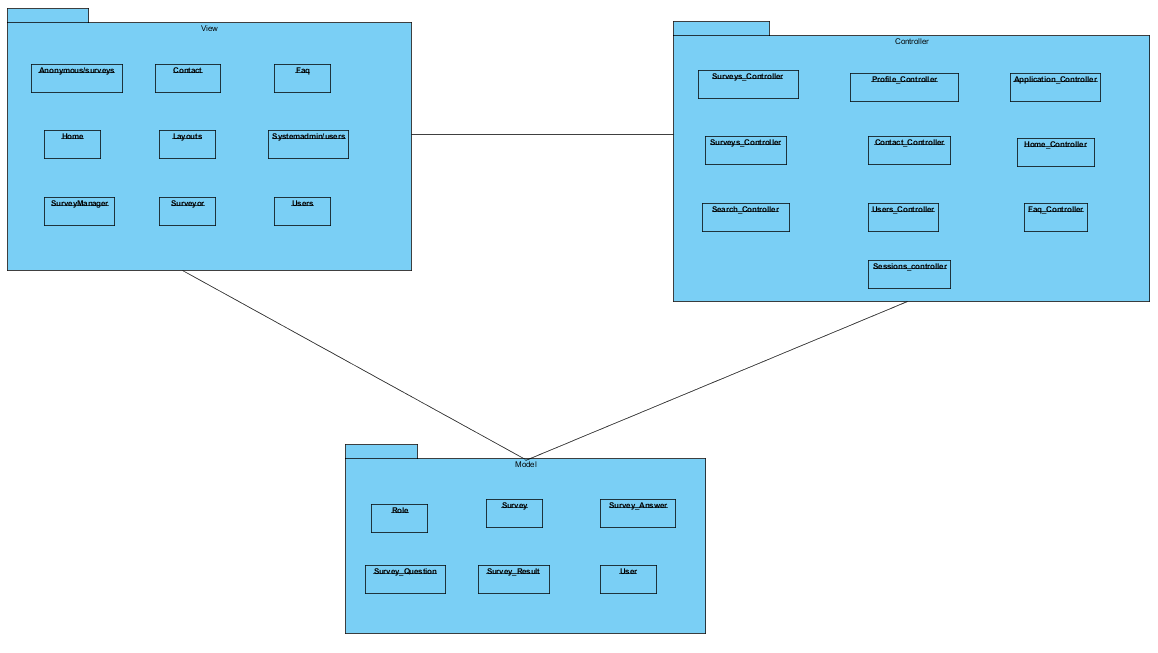 View
Anonymous/surveys
Contact
Faq
Home
Layouts
Systemadmin/users
SurveyManager
Surveyor
Users
Controller
Surveys_Controller
Profile_Controller
Application_Controller
Surveys_Controller
Contact_Controller
Home_Controller
Search_Controller
Users_Controller
Faq_Controller
Sessions_controller
Model
Role
Survey
Survey_Answer
Survey_Question
Survey_Result
User